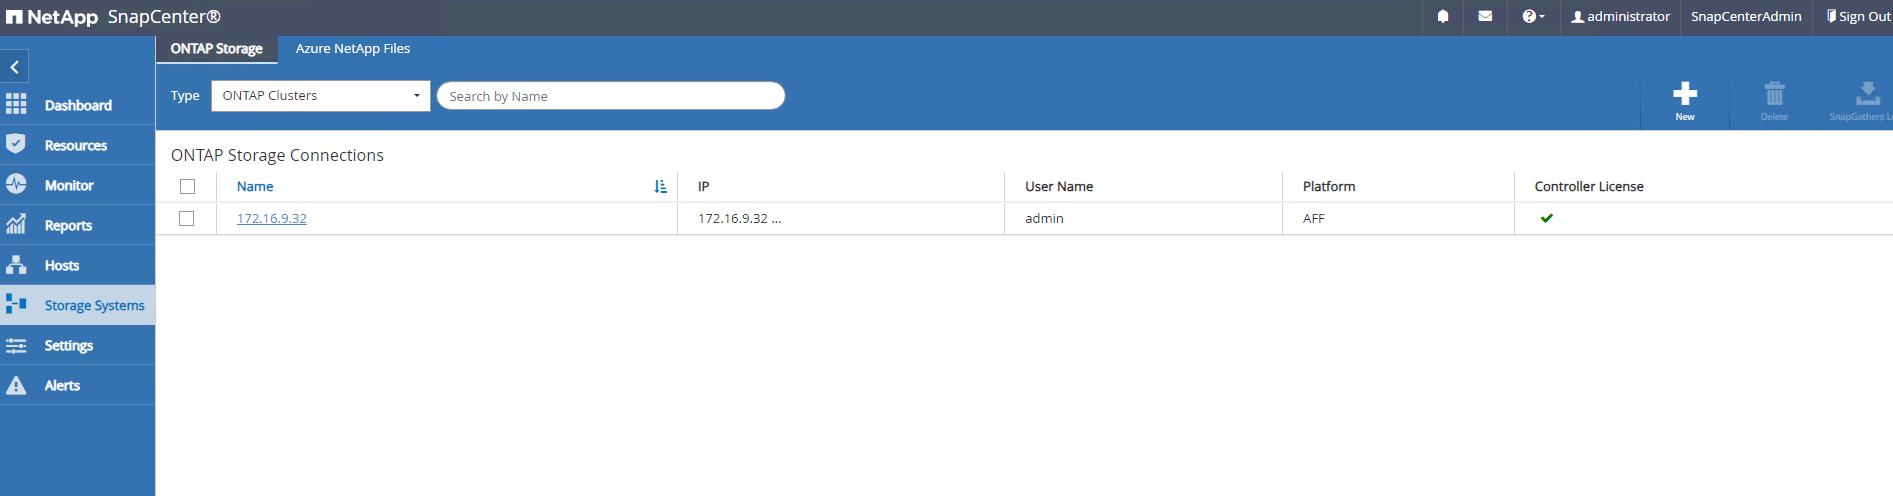 NetApp SnapCenter®
administrator SnapCenterAdmin Sign Out
ONTAP Storage Azure NetApp Files
Type ONTAP Clusters Search by Name
New Delete SnapGathers
Dashboard
Resources
Monitor
Reports
Hosts
Storage Systems
Settings
Alerts
ONTAP Storage Connections
Name IP User Name Platform Controller License
172.16.9.32 172.16.9.32 ... admin AFF